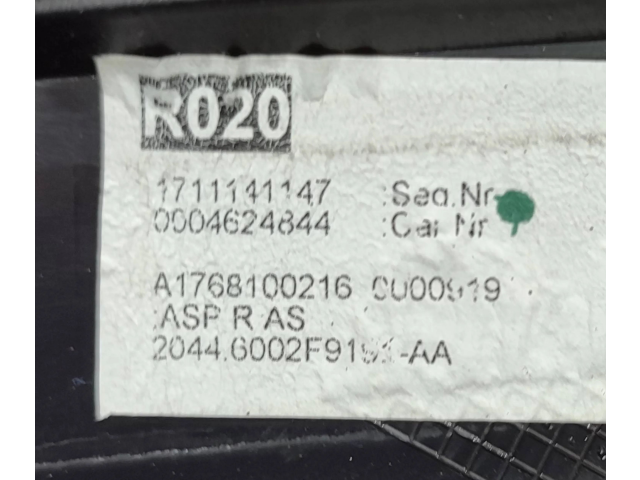 R020
1711141147 :Seq.Nr
0004624844 :Car Nr
A1768100216
:ASP R AS